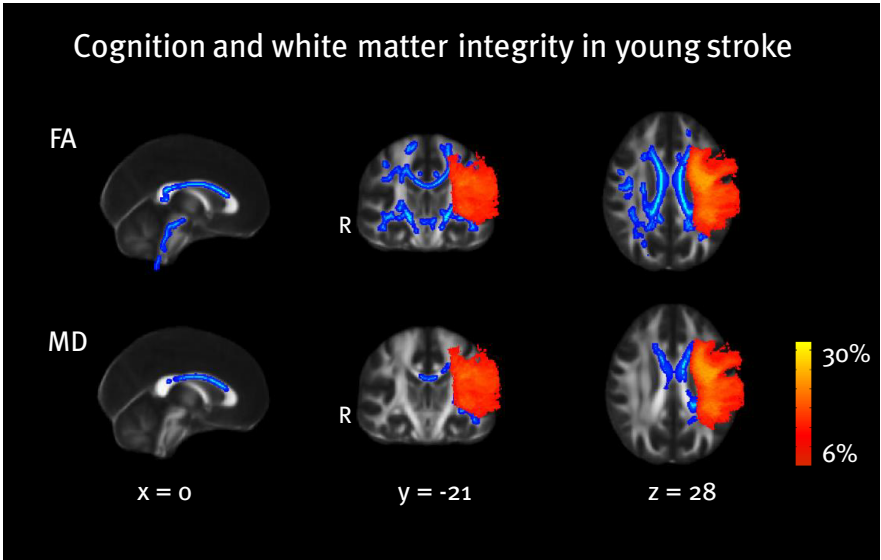 Cognition and white matter integrity in young stroke
FA
R
MD
R
30%
6%
x = 0
y = -21
z = 28